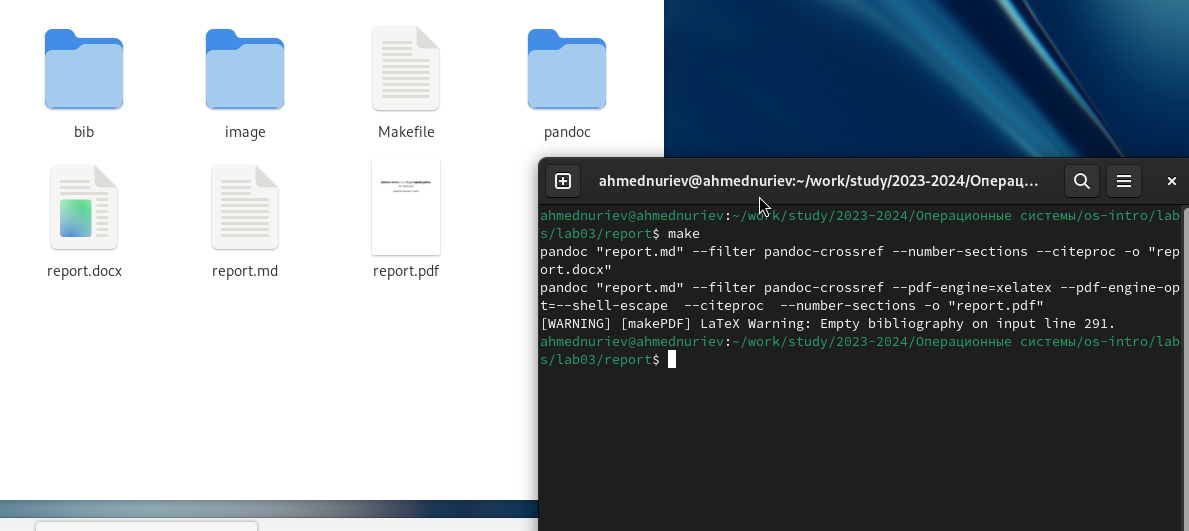 bib
image
Makefile
pandoc
report.docx
report.md
report.pdf
ahmednuriev@ahmednuriev:~/work/study/2023-2024/Операц...
ahmednuriev@ahmednuriev:~/work/study/2023-2024/Операционные системы/os-intro/lab
s/lab03/report$ make
pandoc "report.md" --filter pandoc-crossref --number-sections --citeproc -o "rep
ort.docx"
pandoc "report.md" --filter pandoc-crossref --pdf-engine=xelatex --pdf-engine-op
t=--shell-escape  --citeproc  --number-sections -o "report.pdf"
[WARNING] [makePDF] LaTeX Warning: Empty bibliography on input line 291.
ahmednuriev@ahmednuriev:~/work/study/2023-2024/Операционные системы/os-intro/lab
s/lab03/report$